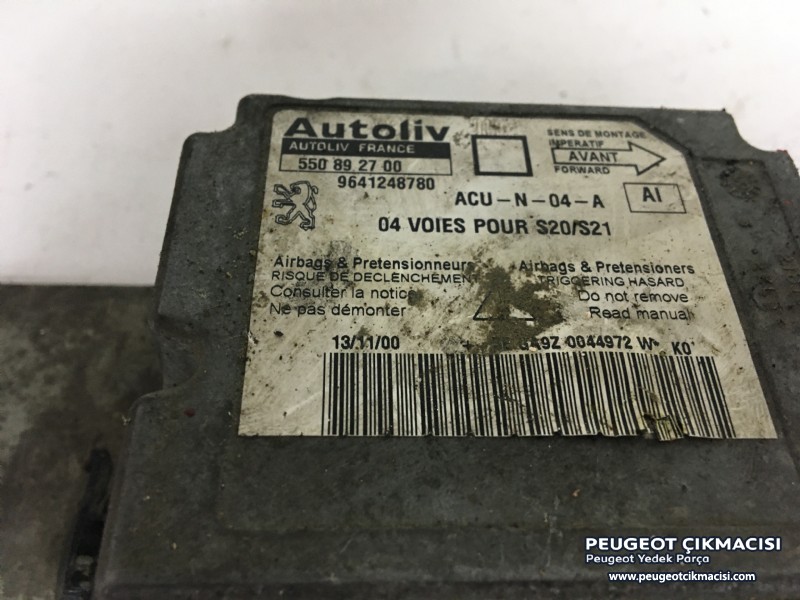 Autoliv
AUTOLIV FRANCE
550 89 27 00
9641248780
SENS DE MONTAGE
IMPERATIF
AVANT
FORWARD
ACU-N-04-A
AI
04 VOIES POUR S20/S21
Airbags & Pretensionneurs
RISQUE DE DECLENCHEMENT
Consulter la notice
Ne pas démonter
Airbags & Pretensioners
TRIGGERING HASARD
Do not remove
Read manual
13/11/00 0044972 W K0
PEUGEOT ÇIKMACISI
Peugeot Yedek Parça
www.peugeotcikmacisi.com